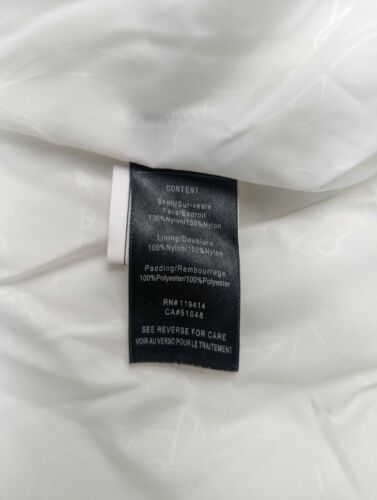 CONTENT
Shell/Sur-veste
Face/Endroit
100%Nylon/100%Nylon
Lining/Doublure
100%Nylon/100%Nylon
Padding/Rembourrage
100%Polyester/100%Polyester
RN# 119414
CA#51048
SEE REVERSE FOR CARE
VOIR AU VERSO POUR LE TRAITEMENT